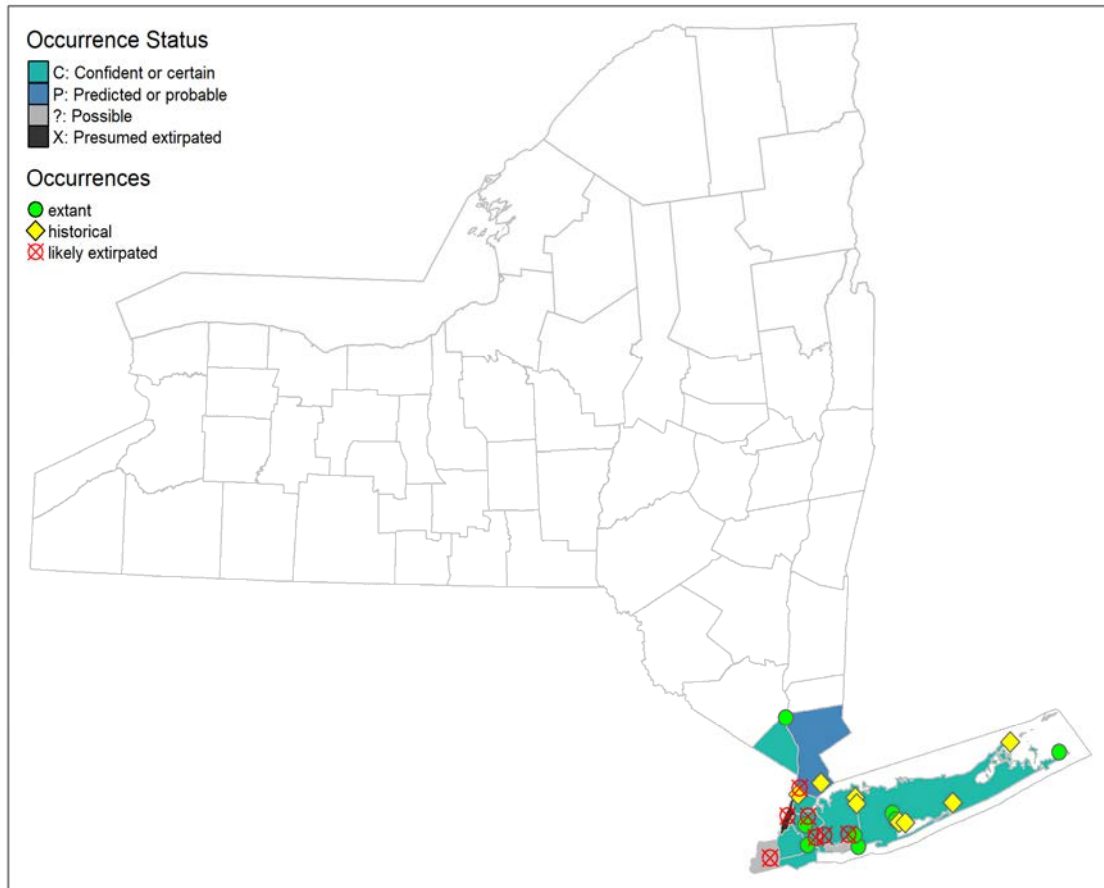 Occurrence Status
C: Confident or certain
P: Predicted or probable
?: Possible
X: Presumed extirpated
Occurrences
extant
historical
likely extirpated